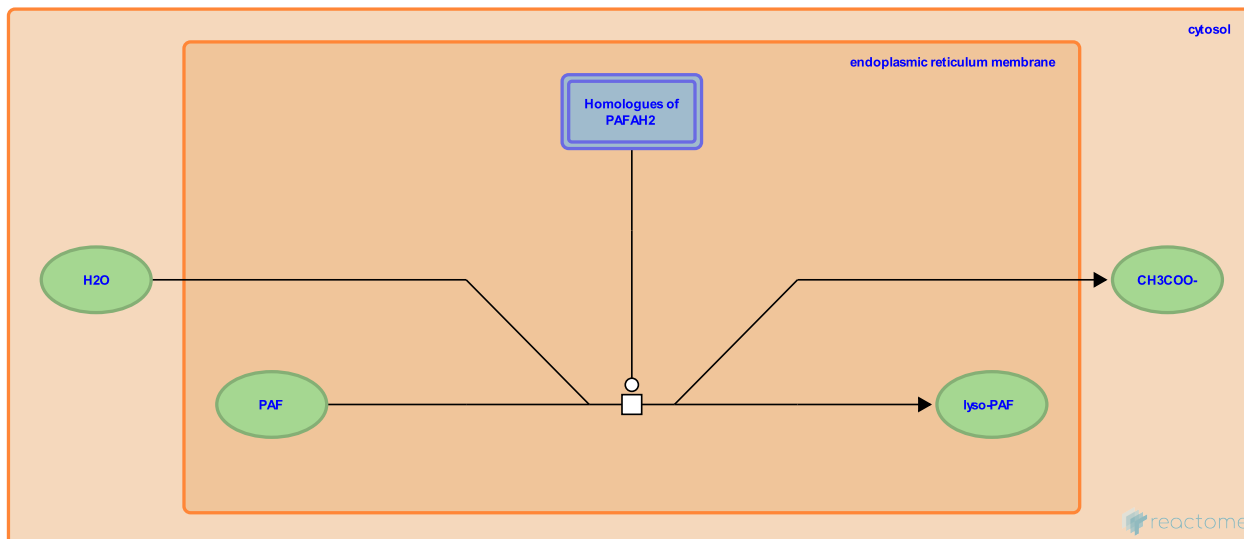 cytosol
endoplasmic reticulum membrane
Homologues of
PAFAH2
H2O
CH3COO-
PAF
lyso-PAF
reactome